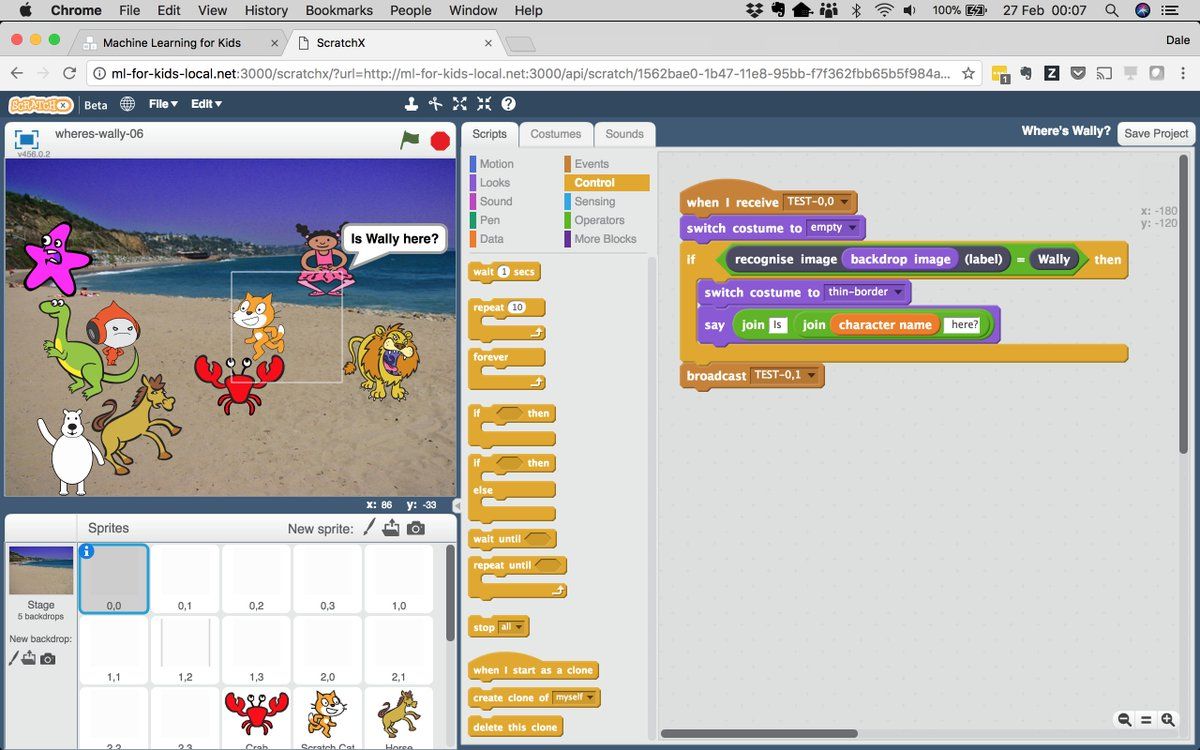 Chrome File Edit View History Bookmarks People Window Help 100% 27 Feb 00:07
Machine Learning for Kids × ScratchX × Dale
ml-for-kids-local.net:3000/scratchx/?url=http://ml-for-kids-local.net:3000/api/scratch/1562bae0-1b47-11e8-95bb-f7f362fbb65b5f984a... 1 Z
SCRATCH X Beta File Edit ?
wheres-wally-06
v456.0.2
Scripts Costumes Sounds
Where's Wally? Save Project
Motion Events
Looks Control
Sound Sensing
Pen Operators
Data More Blocks
Is Wally here?
wait 1 secs
repeat 10
forever
if then
if then
else
wait until
repeat until
stop all
when I start as a clone
create clone of myself
delete this clone
when I receive TEST-0,0
switch costume to empty
if recognise image backdrop image (label) = Wally then
switch costume to thin-border
say join Is join character name here?
broadcast TEST-0,1
x: -180
y: -120
x: 86 y: -33
Sprites New sprite:
Stage
5 backdrops
New backdrop:
i
0,0 0,1 0,2 0,3 1,0
1,1 1,2 1,3 2,0 2,1
2,2 2,3 Crab Scratch Cat Horse